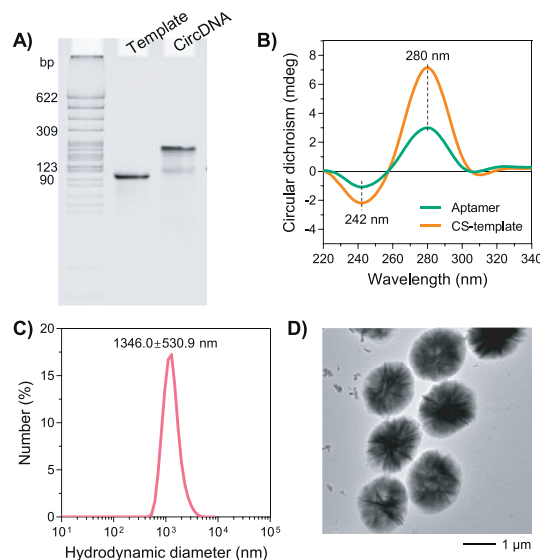 A)
Template
CircDNA
bp
622
309
123
90
B)
Circular dichroism (mdeg)
8
6
4
2
0
-2
-4
280 nm
242 nm
Aptamer
CS-template
220 240 260 280 300 320 340
Wavelength (nm)
C)
1346.0±530.9 nm
Number (%)
20
15
10
5
0
10¹ 10² 10³ 10⁴ 10⁵
Hydrodynamic diameter (nm)
D)
1 µm